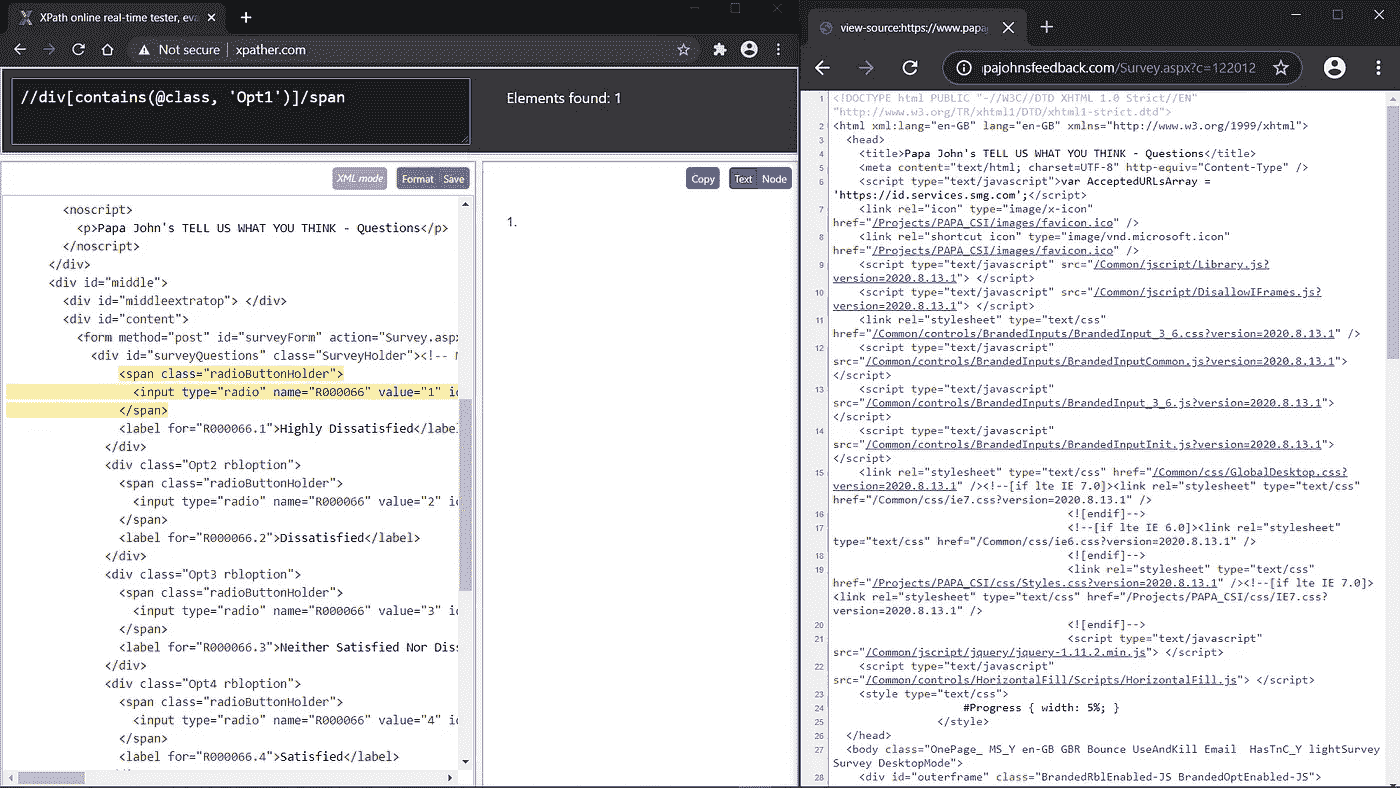 XPath online real-time tester, eva
Not secure
xpather.com
//div[contains(@class, 'Opt1')]/span
Elements found: 1
XML mode
Format
Save
Copy
Text
Node
<noscript>
<p>Papa John's TELL US WHAT YOU THINK - Questions</p>
</noscript>
</div>
<div id="middle">
<div id="middleextratop"> </div>
<div id="content">
<form method="post" id="surveyForm" action="Survey.aspx
<div id="surveyQuestions" class="SurveyHolder"><!-- M
<span class="radioButtonHolder">
<input type="radio" name="R000066" value="1" id
</span>
<label for="R000066.1">Highly Dissatisfied</label
</div>
<div class="Opt2 rbloption">
<span class="radioButtonHolder">
<input type="radio" name="R000066" value="2" id
</span>
<label for="R000066.2">Dissatisfied</label>
</div>
<div class="Opt3 rbloption">
<span class="radioButtonHolder">
<input type="radio" name="R000066" value="3" id
</span>
<label for="R000066.3">Neither Satisfied Nor Diss
</div>
<div class="Opt4 rbloption">
<span class="radioButtonHolder">
<input type="radio" name="R000066" value="4" id
</span>
<label for="R000066.4">Satisfied</label>
1.
view-source:https://www.papa
pajohnsfeedback.com/Survey.aspx?c=122012
1 <!DOCTYPE html PUBLIC "-//W3C//DTD XHTML 1.0 Strict//EN"
"http://www.w3.org/TR/xhtml1/DTD/xhtml1-strict.dtd">
2 <html xml:lang="en-GB" lang="en-GB" xmlns="http://www.w3.org/1999/xhtml">
3 <head>
4 <title>Papa John's TELL US WHAT YOU THINK - Questions</title>
5 <meta content="text/html; charset=UTF-8" http-equiv="Content-Type" />
6 <script type="text/javascript">var AcceptedURLsArray =
'https://id.services.smg.com';</script>
7 <link rel="icon" type="image/x-icon"
href="/Projects/PAPA_CSI/images/favicon.ico" />
8 <link rel="shortcut icon" type="image/vnd.microsoft.icon"
href="/Projects/PAPA_CSI/images/favicon.ico" />
9 <script type="text/javascript" src="/Common/jscript/Library.js?
version=2020.8.13.1"> </script>
10 <script type="text/javascript" src="/Common/jscript/DisallowIFrames.js?
version=2020.8.13.1"> </script>
11 <link rel="stylesheet" type="text/css"
href="/Common/controls/BrandedInputs/BrandedInput_3_6.css?version=2020.8.13.1" />
12 <script type="text/javascript"
src="/Common/controls/BrandedInputs/BrandedInputCommon.js?version=2020.8.13.1">
</script>
13 <script type="text/javascript"
src="/Common/controls/BrandedInputs/BrandedInput_3_6.js?version=2020.8.13.1">
</script>
14 <script type="text/javascript"
src="/Common/controls/BrandedInputs/BrandedInputInit.js?version=2020.8.13.1">
</script>
15 <link rel="stylesheet" type="text/css" href="/Common/css/GlobalDesktop.css?
version=2020.8.13.1" /><!--[if lte IE 7.0]><link rel="stylesheet" type="text/css"
href="/Common/css/ie7.css?version=2020.8.13.1" />
16 <![endif]-->
17 <!--[if lte IE 6.0]><link rel="stylesheet"
type="text/css" href="/Common/css/ie6.css?version=2020.8.13.1" />
18 <![endif]-->
19 <link rel="stylesheet" type="text/css"
href="/Projects/PAPA_CSI/css/Styles.css?version=2020.8.13.1" /><!--[if lte IE 7.0]>
<link rel="stylesheet" type="text/css" href="/Projects/PAPA_CSI/css/IE7.css?
version=2020.8.13.1" />
20 <![endif]-->
21 <script type="text/javascript"
src="/Common/jscript/jquery/jquery-1.11.2.min.js"> </script>
22 <script type="text/javascript"
src="/Common/controls/HorizontalFill/Scripts/HorizontalFill.js"> </script>
23 <style type="text/css">
24 #Progress { width: 5%; }
25 </style>
26 </head>
27 <body class="OnePage_ MS_Y en-GB GBR Bounce UseAndKill Email HasTnC_Y lightSurvey
Survey DesktopMode">
28 <div id="outerframe" class="BrandedRblEnabled-JS BrandedOptEnabled-JS">